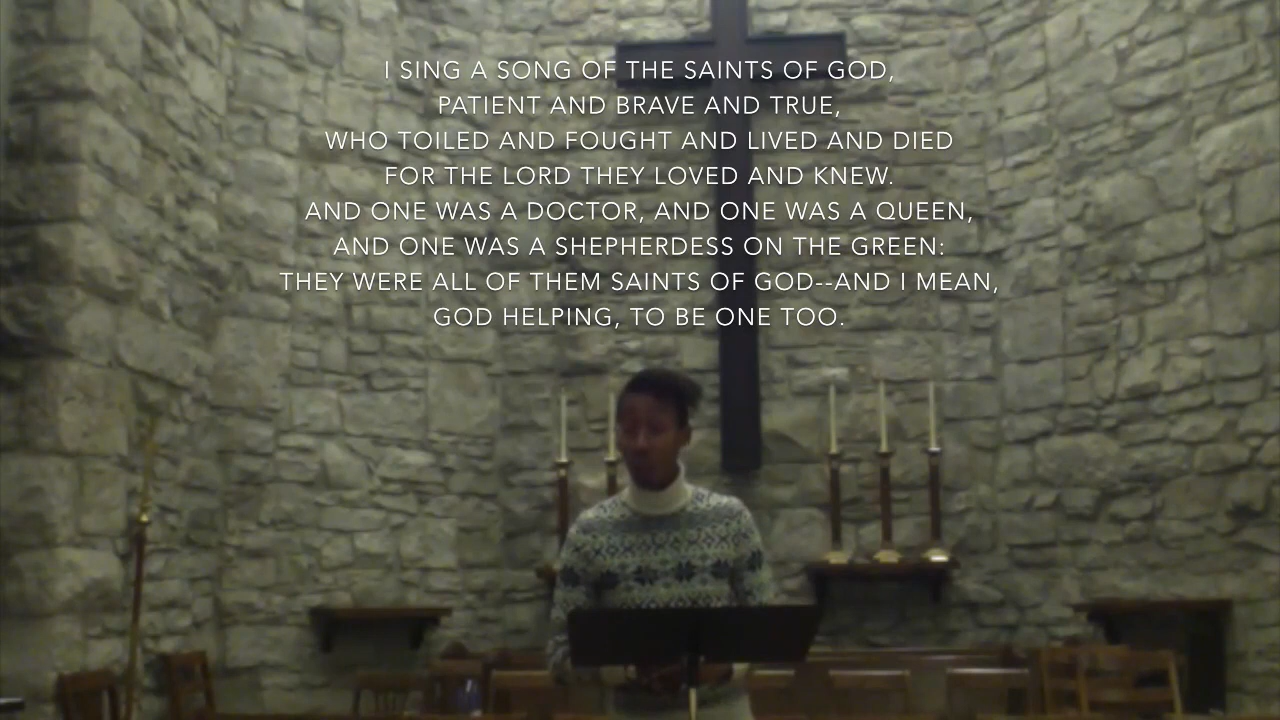 I SING A SONG OF THE SAINTS OF GOD,
PATIENT AND BRAVE AND TRUE,
WHO TOILED AND FOUGHT AND LIVED AND DIED
FOR THE LORD THEY LOVED AND KNEW.
AND ONE WAS A DOCTOR, AND ONE WAS A QUEEN,
AND ONE WAS A SHEPHERDESS ON THE GREEN:
THEY WERE ALL OF THEM SAINTS OF GOD--AND I MEAN,
GOD HELPING, TO BE ONE TOO.